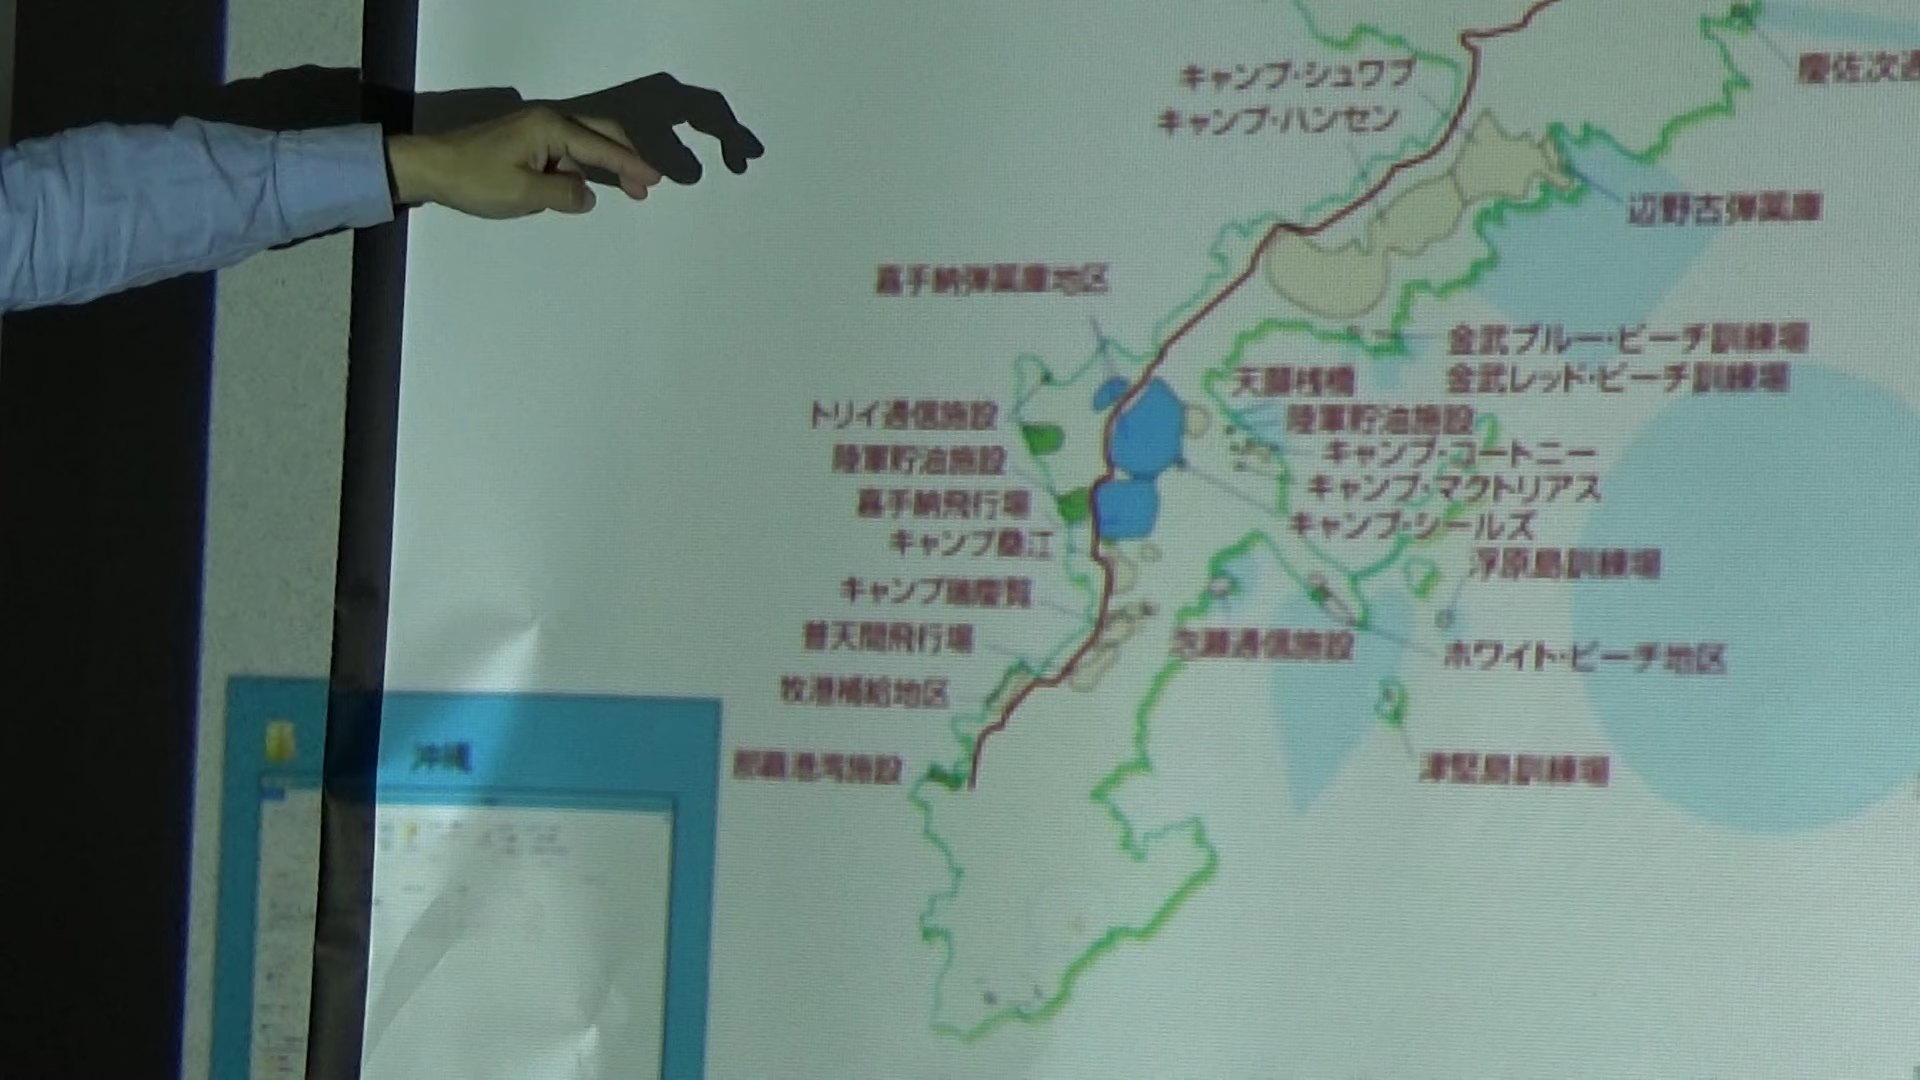 キャンプ・シュワブ
慶佐次通
キャンプ・ハンセン
辺野古弾薬庫
嘉手納弾薬庫地区
金武ブルー・ビーチ訓練場
天願桟橋
金武レッド・ビーチ訓練場
トリイ通信施設
陸軍貯油施設
陸軍貯油施設
キャンプ・コートニー
嘉手納飛行場
キャンプ・マクトリアス
キャンプ桑江
キャンプ・シールズ
浮原島訓練場
キャンプ瑞慶覧
普天間飛行場
泡瀬通信施設
ホワイト・ビーチ地区
牧港補給地区
那覇港湾施設
津堅島訓練場
沖縄